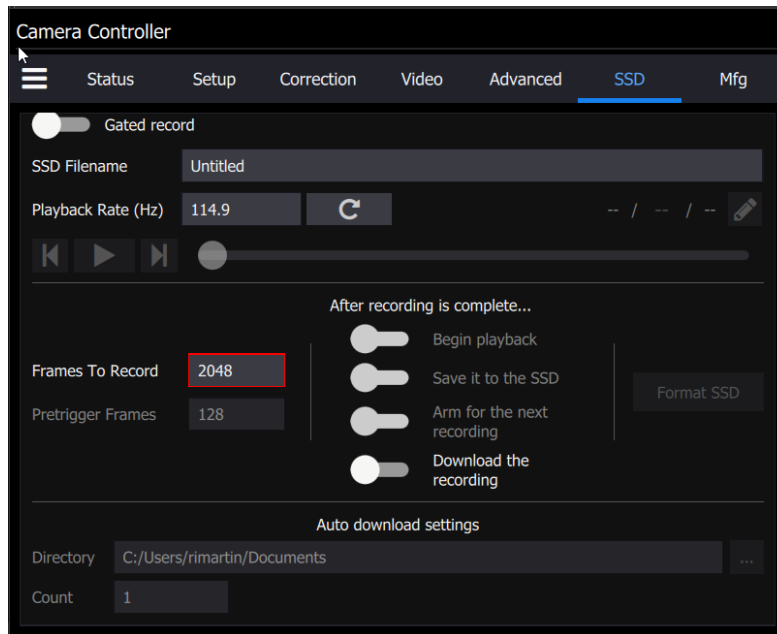 Camera Controller
Status Setup Correction Video Advanced SSD Mfg
Gated record
SSD Filename Untitled
Playback Rate (Hz) 114.9 -- / -- / --
After recording is complete...
Begin playback
Frames To Record 2048
Save it to the SSD
Format SSD
Pretrigger Frames 128
Arm for the next
recording
Download the
recording
Auto download settings
Directory C:/Users/rimartin/Documents ...
Count 1